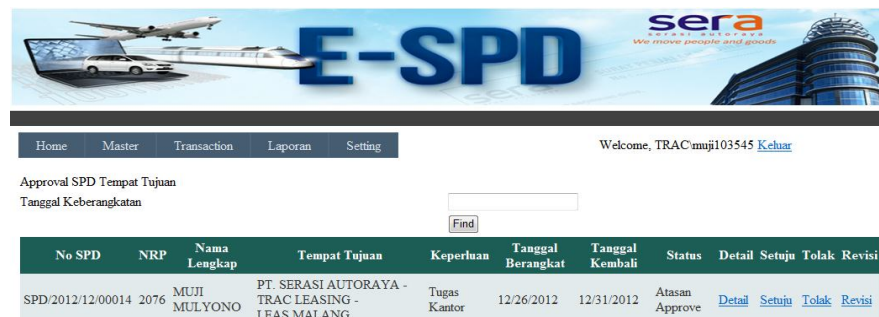 E-SPD
sera
serasi autoraya
We move people and goods
Home Master Transaction Laporan Setting
Welcome, TRAC\muji103545 Keluar
Approval SPD Tempat Tujuan
Tanggal Keberangkatan
Find
No SPD NRP Nama Lengkap Tempat Tujuan Keperluan Tanggal Berangkat Tanggal Kembali Status Detail Setuju Tolak Revisi
SPD/2012/12/00014 2076 MUJI MULYONO PT. SERASI AUTORAYA - TRAC LEASING - LEAS MALANG Tugas Kantor 12/26/2012 12/31/2012 Atasan Approve Detail Setuju Tolak Revisi